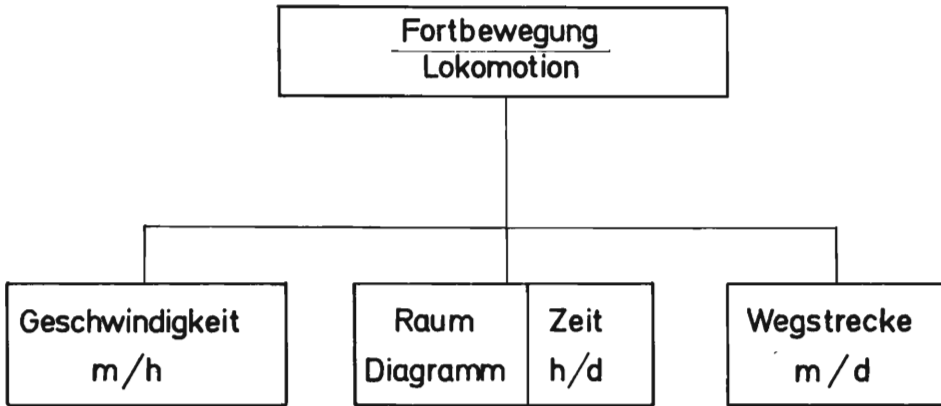 Fortbewegung
Lokomotion
Geschwindigkeit
m/h
Raum
Diagramm
Zeit
h/d
Wegstrecke
m/d